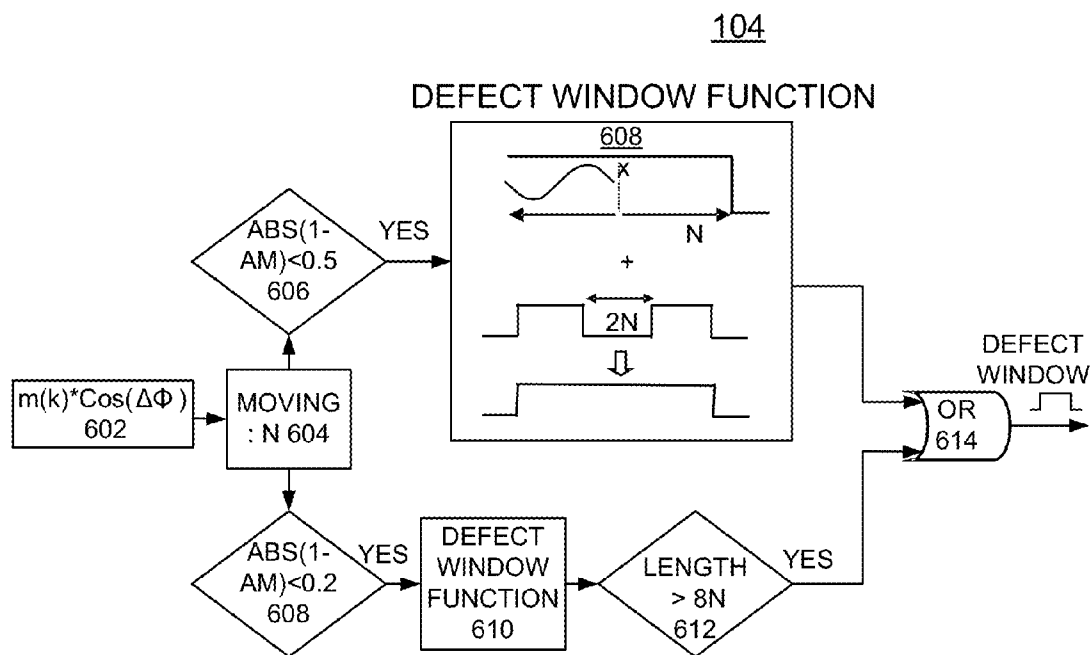 104
DEFECT WINDOW FUNCTION
608
x
N
+
2N
ABS(1-
AM)<0.5
606
YES
m(k)*Cos(ΔΦ)
602
MOVING
: N 604
ABS(1-
AM)<0.2
608
YES
DEFECT
WINDOW
FUNCTION
610
LENGTH
> 8N
612
YES
OR
614
DEFECT
WINDOW